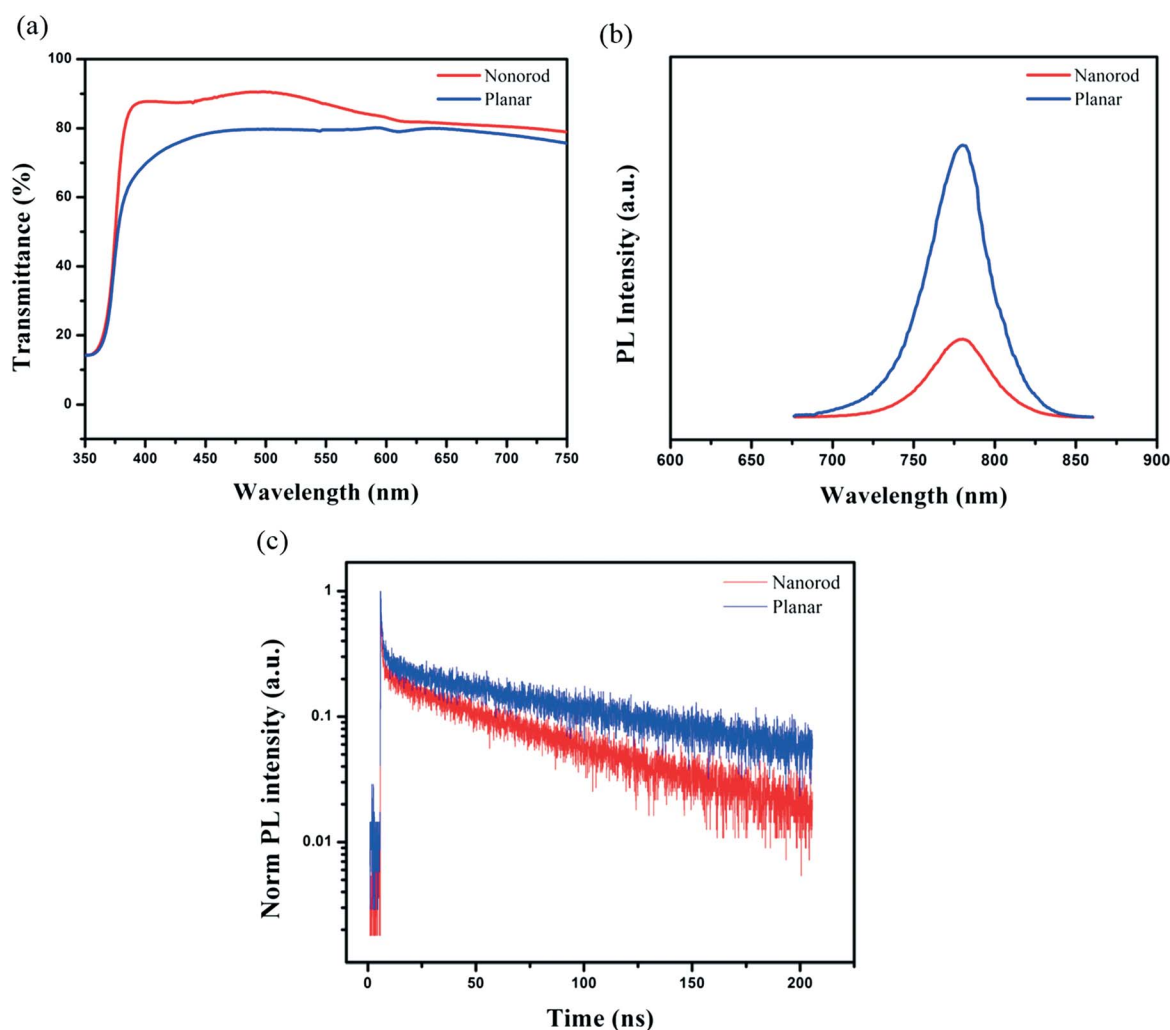 (a)
100
80
60
40
20
0
Transmittance (%)
Nonorod
Planar
350 400 450 500 550 600 650 700 750
Wavelength (nm)
(b)
PL Intensity (a.u.)
Nanorod
Planar
600 650 700 750 800 850 900
Wavelength (nm)
(c)
1
0.1
0.01
Norm PL intensity (a.u.)
Nanorod
Planar
0 50 100 150 200
Time (ns)